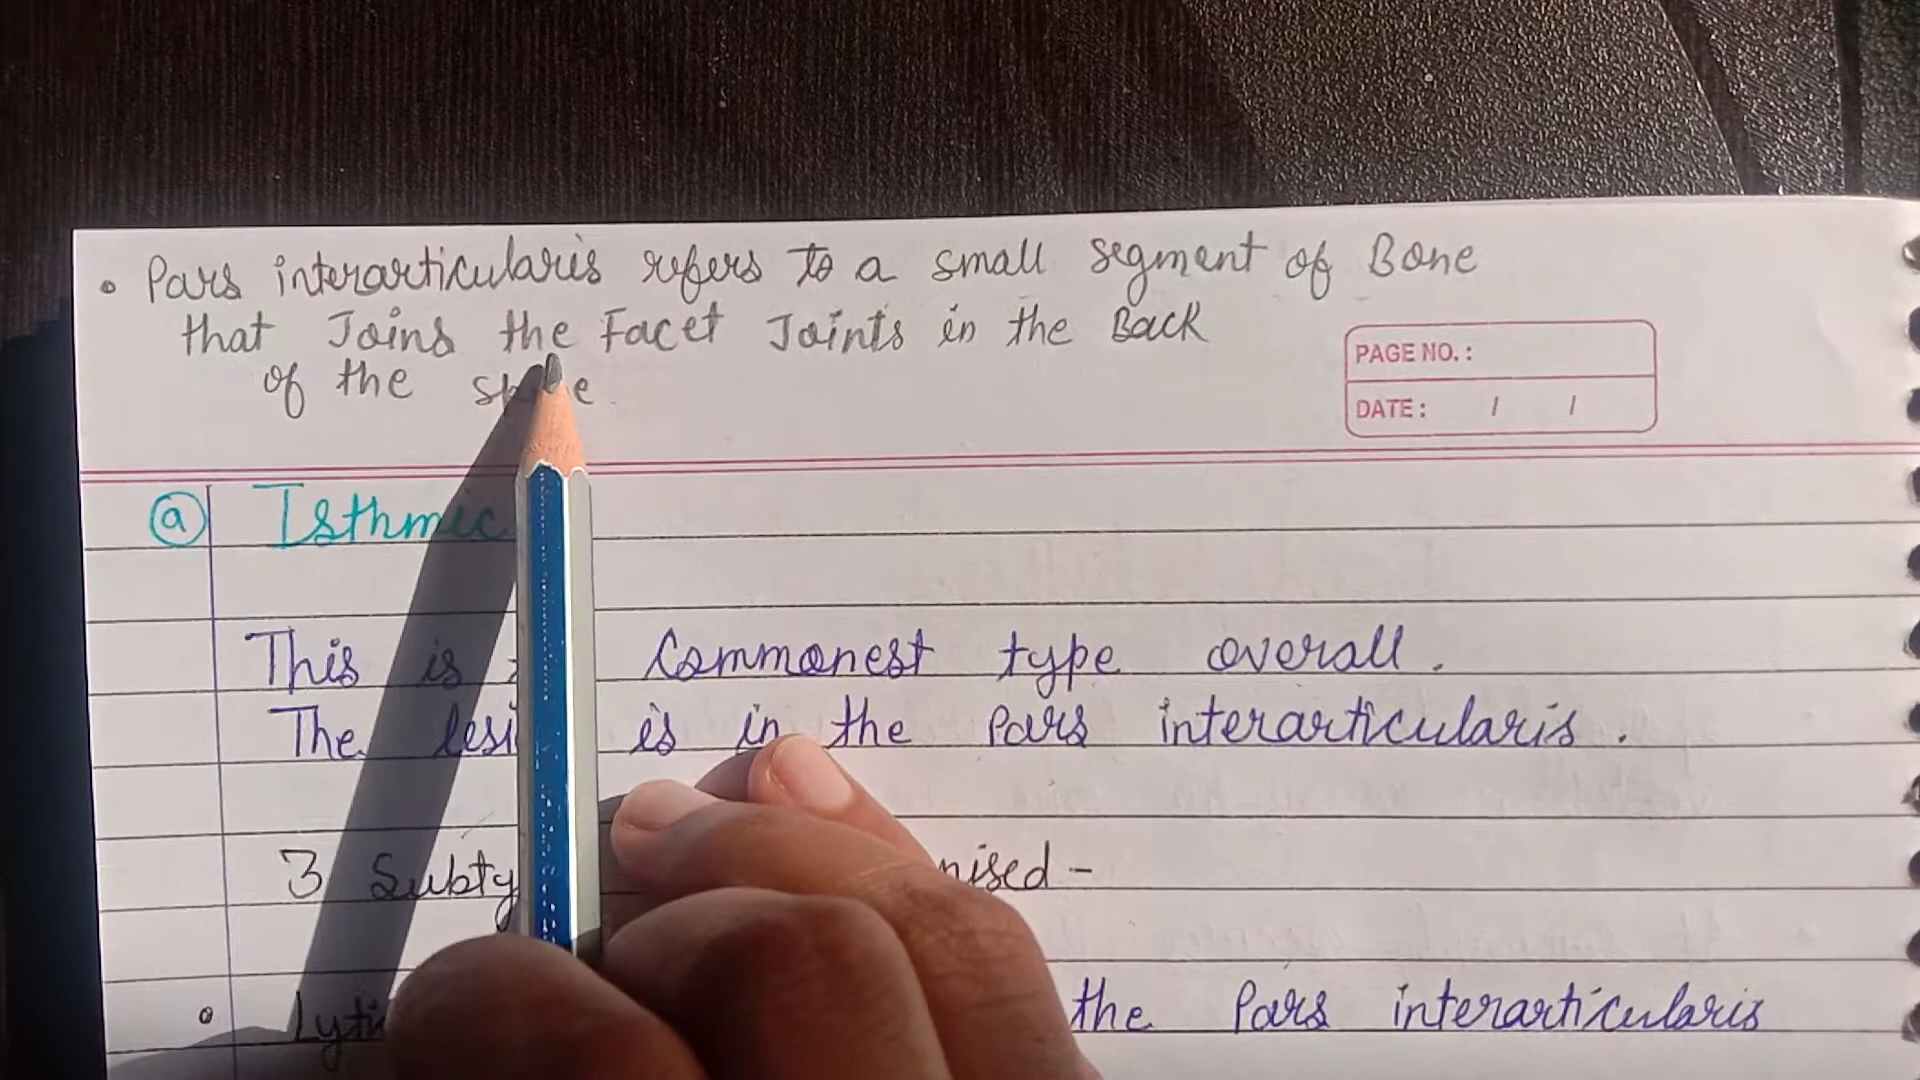 • Pars interarticularis refers to a small segment of Bone
that Joins the Facet Joints in the Back
of the
PAGE NO. :
DATE : / /
(a) Isthmic
This is Commonest type overall.
The is in the Pars interarticularis.
3
• the Pars interarticularis